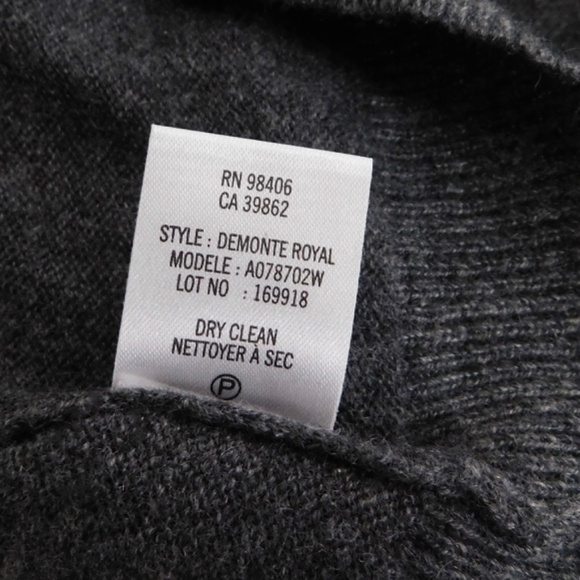 RN 98406
CA 39862
STYLE : DEMONTE ROYAL
MODELE : A078702W
LOT NO : 169918
DRY CLEAN
NETTOYER À SEC
P